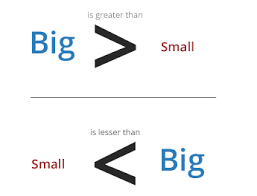 is greater than
Big > Small
is lesser than
Small < Big